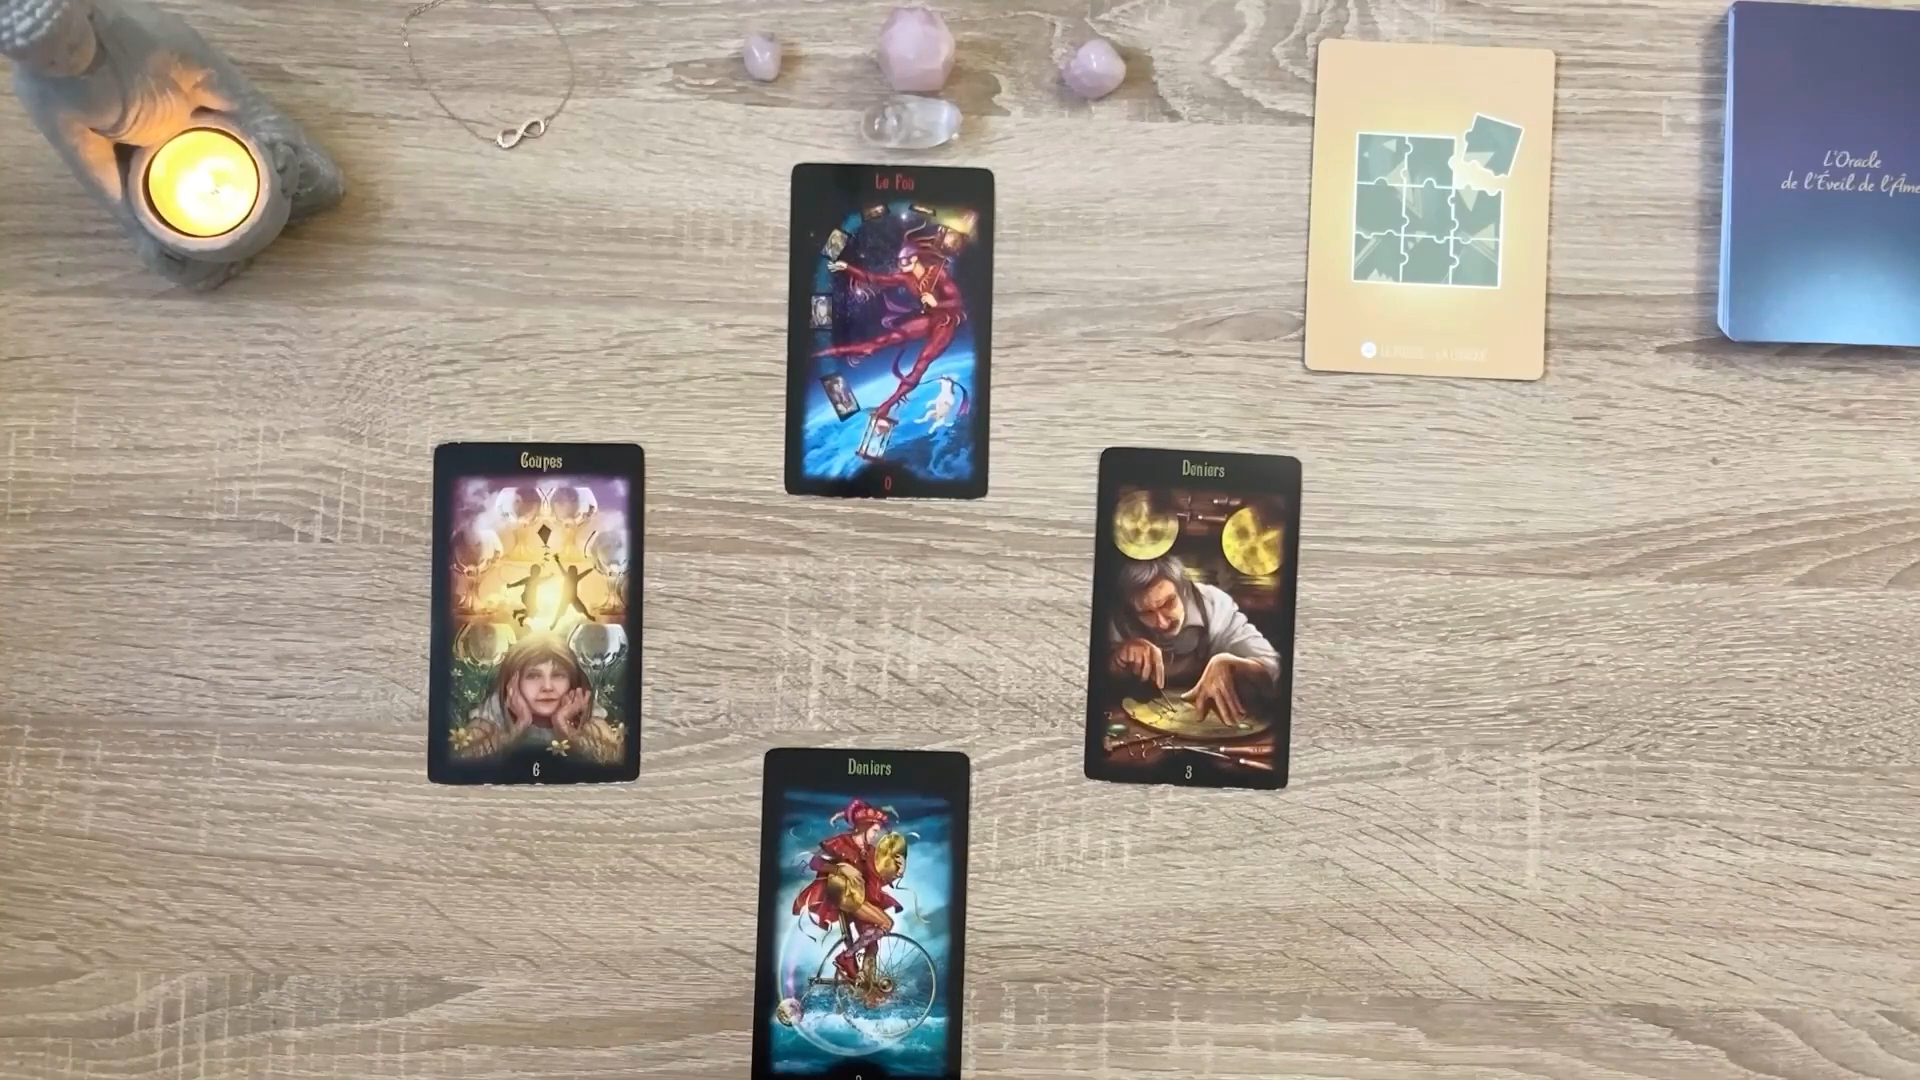 Le Fou
0
L'Oracle
de l'Éveil de l'Âme
Coupes
6
Deniers
3
Deniers